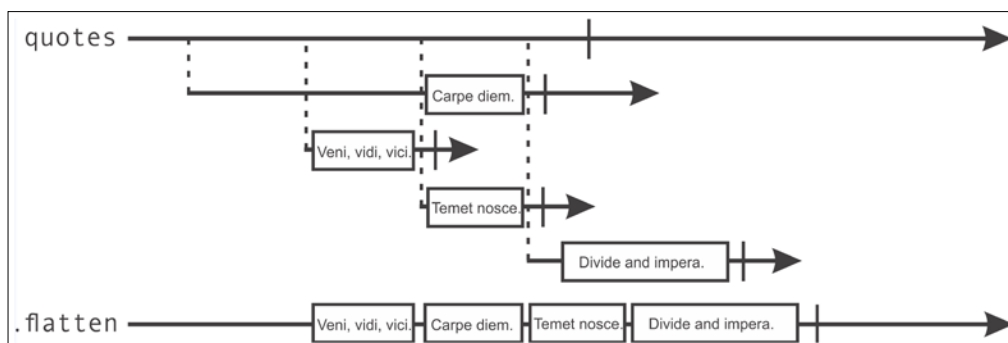 quotes
Carpe diem.
Veni, vidi, vici.
Temet nosce.
Divide and impera.
.flatten
Veni, vidi, vici. Carpe diem. Temet nosce. Divide and impera.